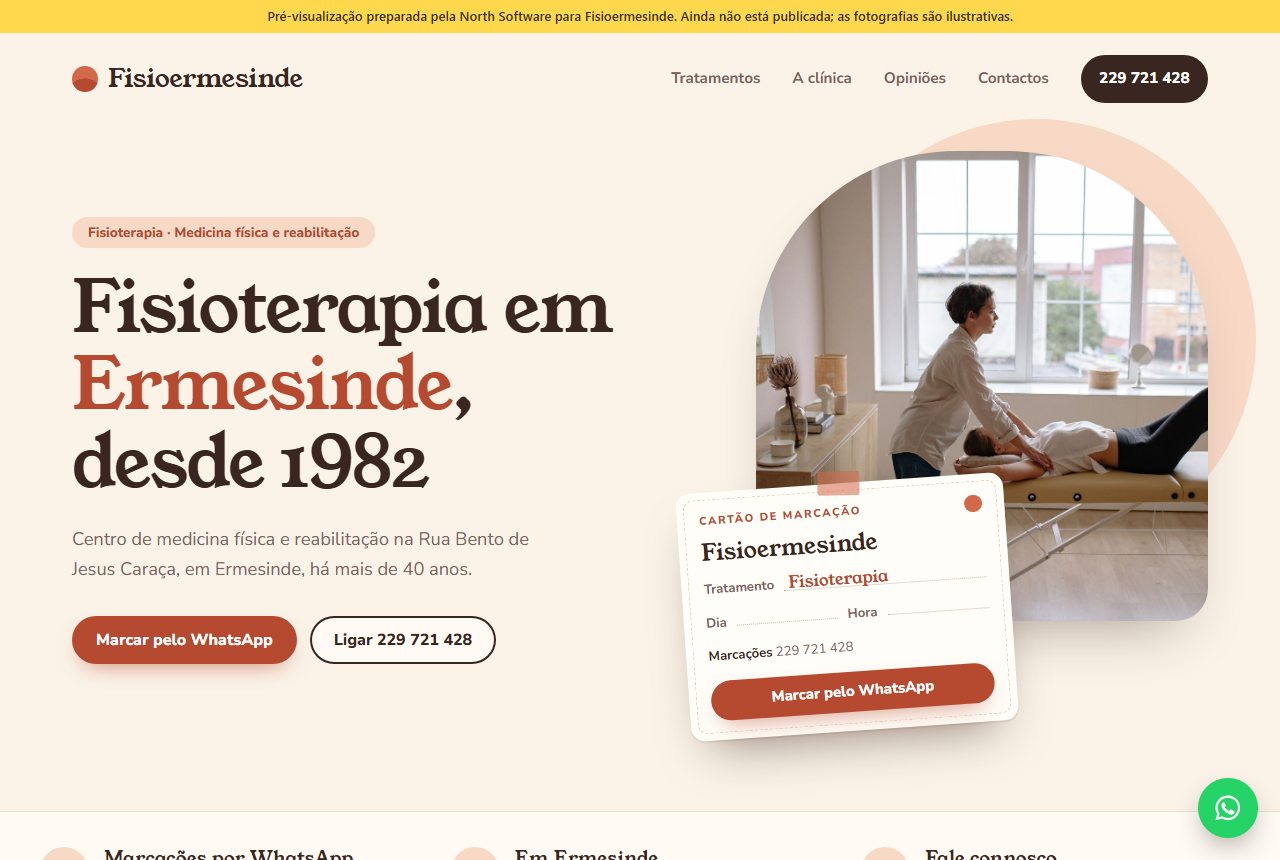 Pré-visualização preparada pela North Software para Fisioermesinde. Ainda não está publicada; as fotografias são ilustrativas.
Fisioermesinde
Tratamentos
A clínica
Opiniões
Contactos
229 721 428
Fisioterapia · Medicina física e reabilitação
Fisioterapia em
Ermesinde,
desde 1982
Centro de medicina física e reabilitação na Rua Bento de
Jesus Caraça, em Ermesinde, há mais de 40 anos.
Marcar pelo WhatsApp
Ligar 229 721 428
CARTÃO DE MARCAÇÃO
Fisioermesinde
Tratamento Fisioterapia
Dia Hora
Marcações 229 721 428
Marcar pelo WhatsApp
Marcações por WhatsApp
Em Ermesinde
Fale connosco